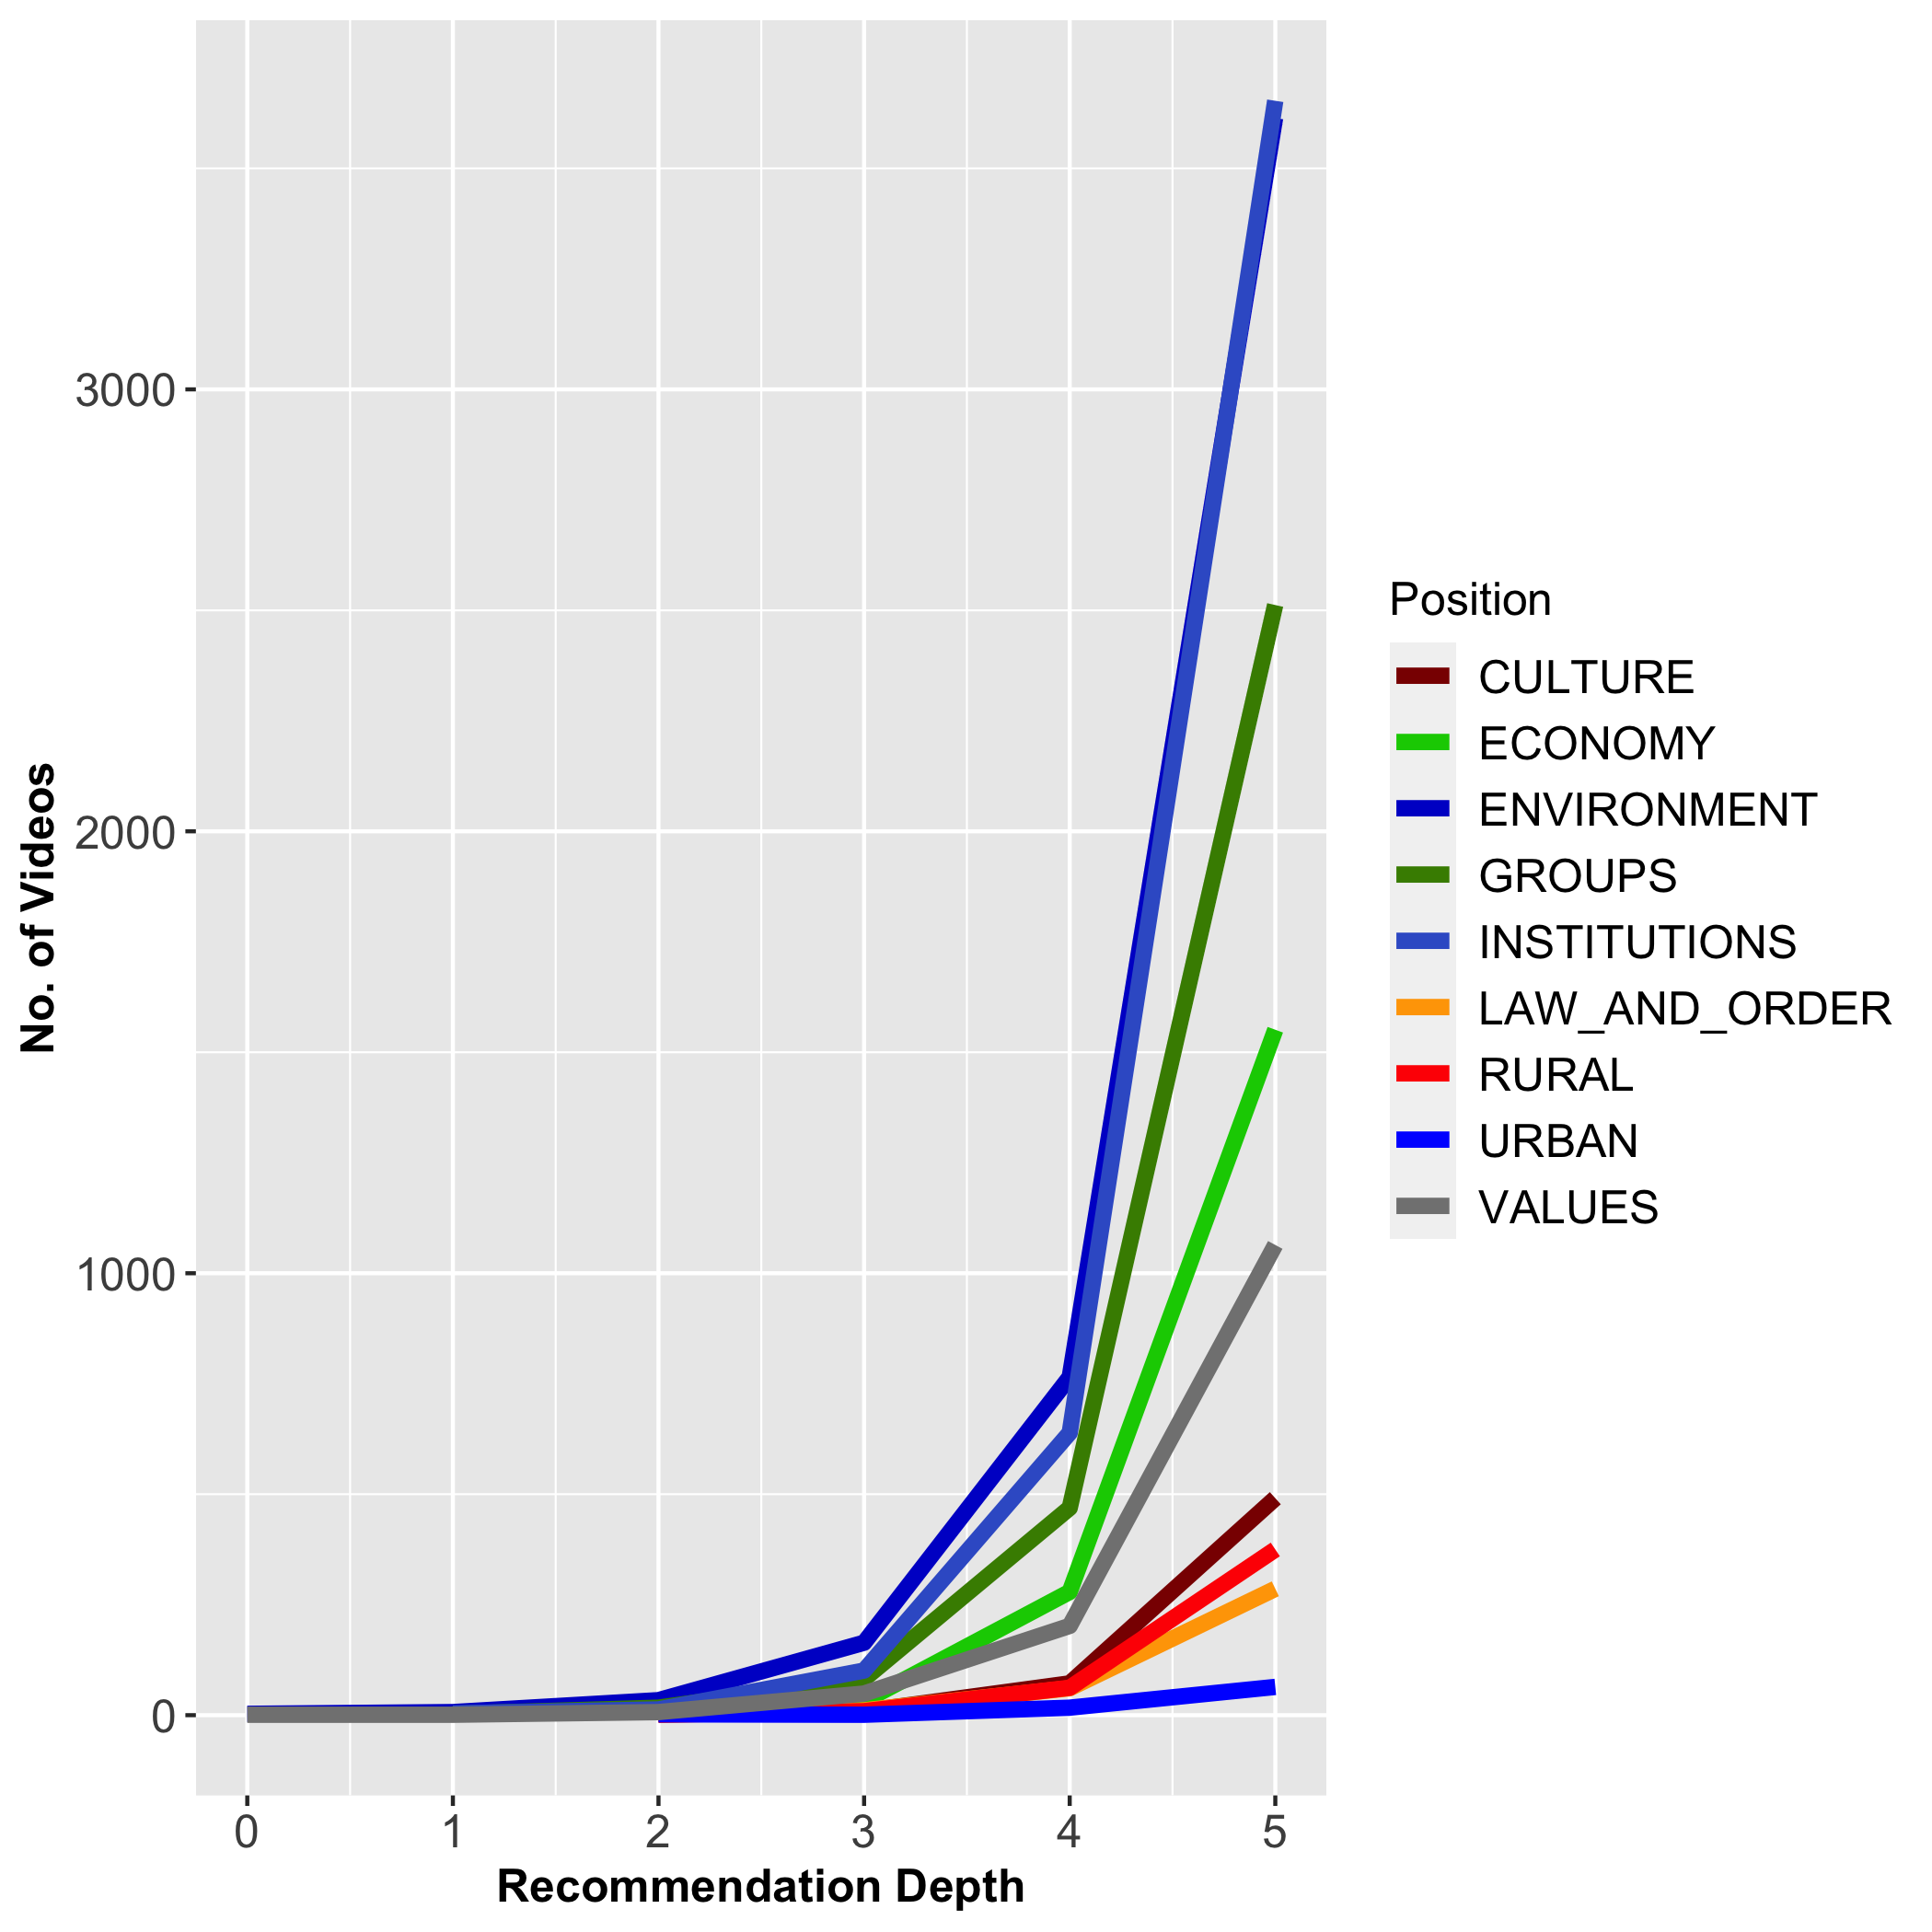 No. of Videos
3000
2000
1000
0
0 1 2 3 4 5
Recommendation Depth
Position
CULTURE
ECONOMY
ENVIRONMENT
GROUPS
INSTITUTIONS
LAW_AND_ORDER
RURAL
URBAN
VALUES